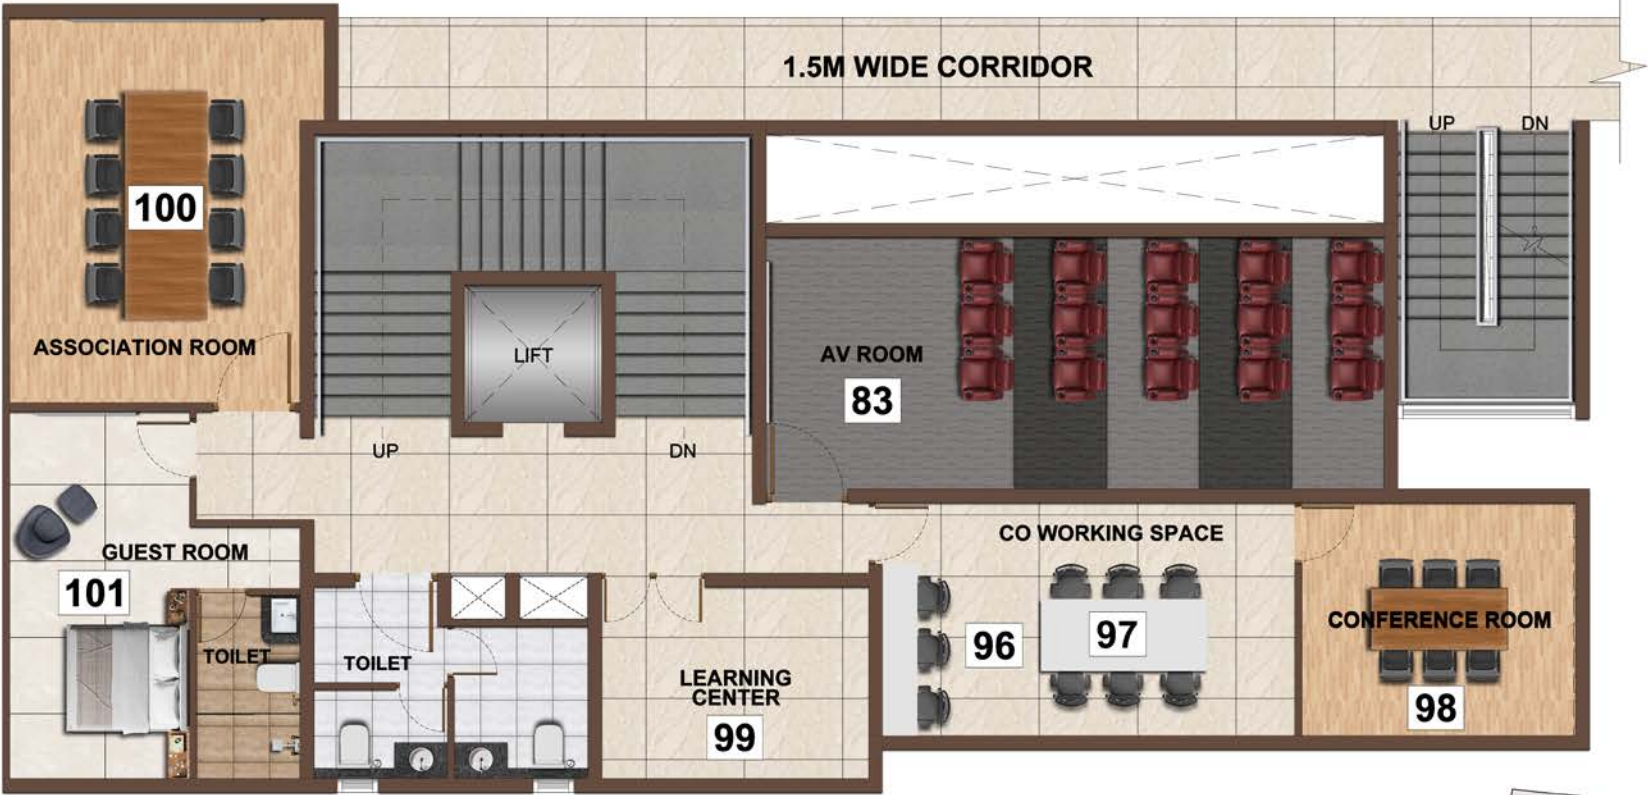 1.5M WIDE CORRIDOR
UP
DN
100
ASSOCIATION ROOM
LIFT
AV ROOM
83
UP
DN
CO WORKING SPACE
GUEST ROOM
101
TOILET
TOILET
LEARNING
CENTER
99
96
97
CONFERENCE ROOM
98